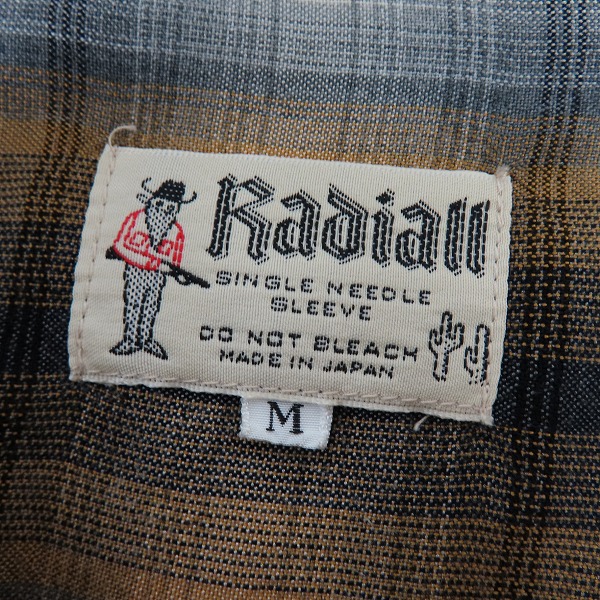 Radiall
SINGLE NEEDLE
SLEEVE
DO NOT BLEACH
MADE IN JAPAN
M